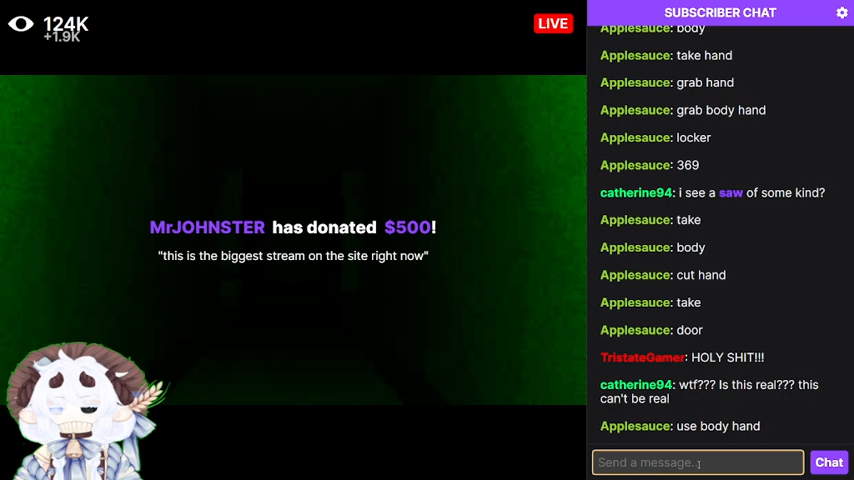 124K
+1.9K
LIVE
SUBSCRIBER CHAT
Applesauce: body
Applesauce: take hand
Applesauce: grab hand
Applesauce: grab body hand
Applesauce: locker
Applesauce: 369
catherine94: i see a saw of some kind?
Applesauce: take
Applesauce: body
Applesauce: cut hand
Applesauce: take
Applesauce: door
TristateGamer: HOLY SHIT!!!
catherine94: wtf??? Is this real??? this
can't be real
Applesauce: use body hand
MrJOHNSTER has donated $500!
"this is the biggest stream on the site right now"
Send a message..
Chat